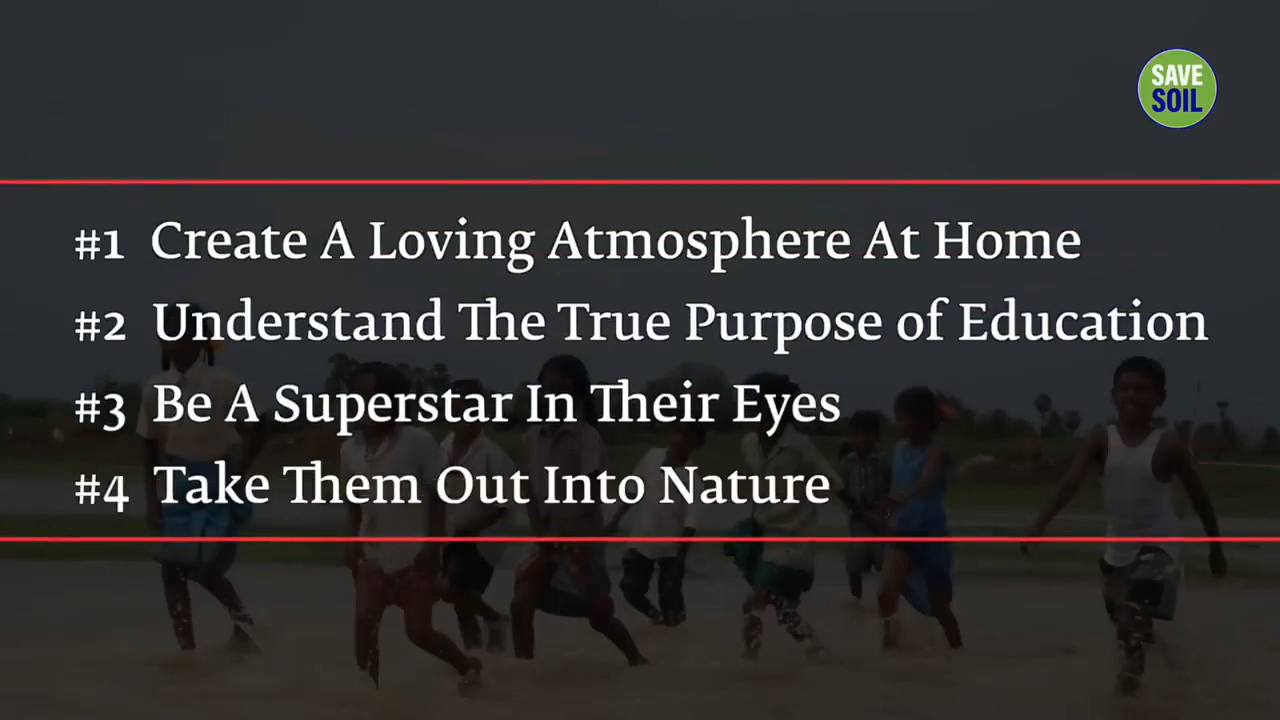 SAVE
SOIL
#1 Create A Loving Atmosphere At Home
#2 Understand The True Purpose of Education
#3 Be A Superstar In Their Eyes
#4 Take Them Out Into Nature